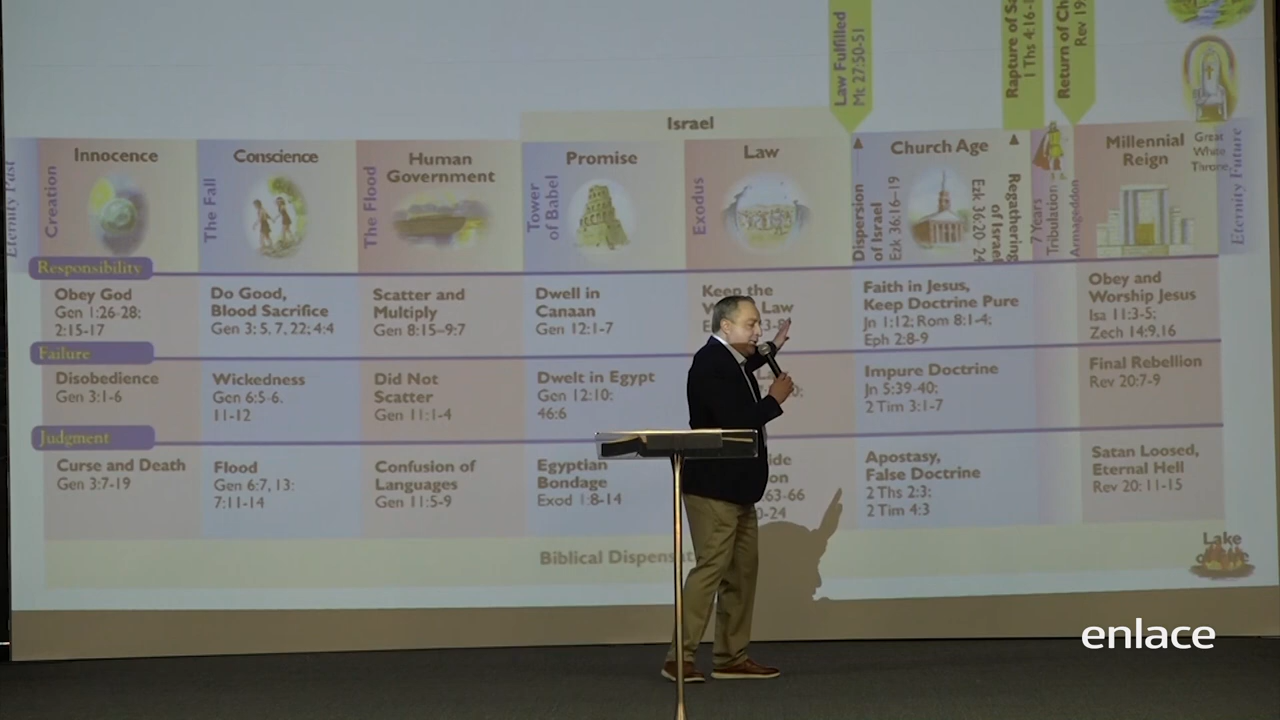 Law Fulfilled
Mt 27:50-51
Rapture of
1 Ths 4:16-
Return of
Rev 19:
Israel
Eternity Past
Creation
Innocence
The Fall
Conscience
The Flood
Human
Government
Tower
of Babel
Promise
Exodus
Law
Dispersion
of Israel
Ezk 36:16–19
Church Age
Ezk 36:20
Regathering
of Israel
7 Years
Tribulation
Armageddon
Millennial
Reign
Great
White
Throne
Eternity Future
Responsibility
Obey God
Gen 1:26-28;
2:15-17
Do Good,
Blood Sacrifice
Gen 3:5, 7, 22; 4:4
Scatter and
Multiply
Gen 8:15–9:7
Dwell in
Canaan
Gen 12:1-7
Keep the
Law
Faith in Jesus,
Keep Doctrine Pure
Jn 1:12; Rom 8:1-4;
Eph 2:8-9
Obey and
Worship Jesus
Isa 11:3-5;
Zech 14:9,16
Failure
Disobedience
Gen 3:1-6
Wickedness
Gen 6:5-6,
11-12
Did Not
Scatter
Gen 11:1-4
Dwelt in Egypt
Gen 12:10;
46:6
Impure Doctrine
Jn 5:39-40;
2 Tim 3:1-7
Final Rebellion
Rev 20:7-9
Judgment
Curse and Death
Gen 3:7-19
Flood
Gen 6:7, 13;
7:11-14
Confusion of
Languages
Gen 11:5-9
Egyptian
Bondage
Exod 1:8-14
63-66
Apostasy,
False Doctrine
2 Ths 2:3;
2 Tim 4:3
Satan Loosed,
Eternal Hell
Rev 20: 11-15
Biblical
Lake
enlace